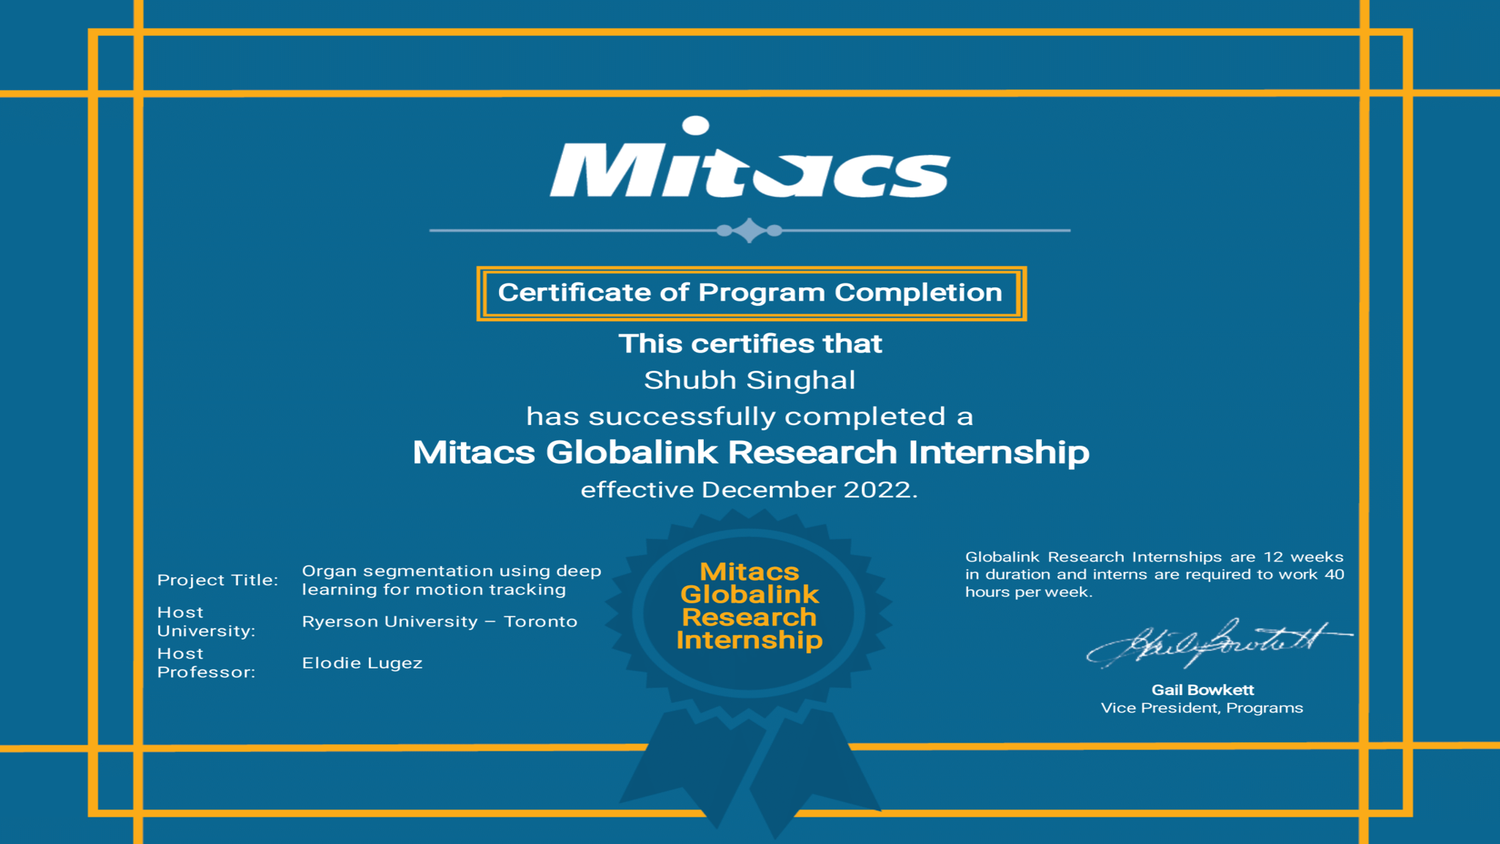 Mitacs
Certificate of Program Completion
This certifies that
Shubh Singhal
has successfully completed a
Mitacs Globalink Research Internship
effective December 2022.
Project Title:
Organ segmentation using deep
learning for motion tracking
Host
University:
Ryerson University – Toronto
Host
Professor:
Elodie Lugez
Mitacs
Globalink
Research
Internship
Globalink Research Internships are 12 weeks
in duration and interns are required to work 40
hours per week.
Gail Bowkett
Gail Bowkett
Vice President, Programs